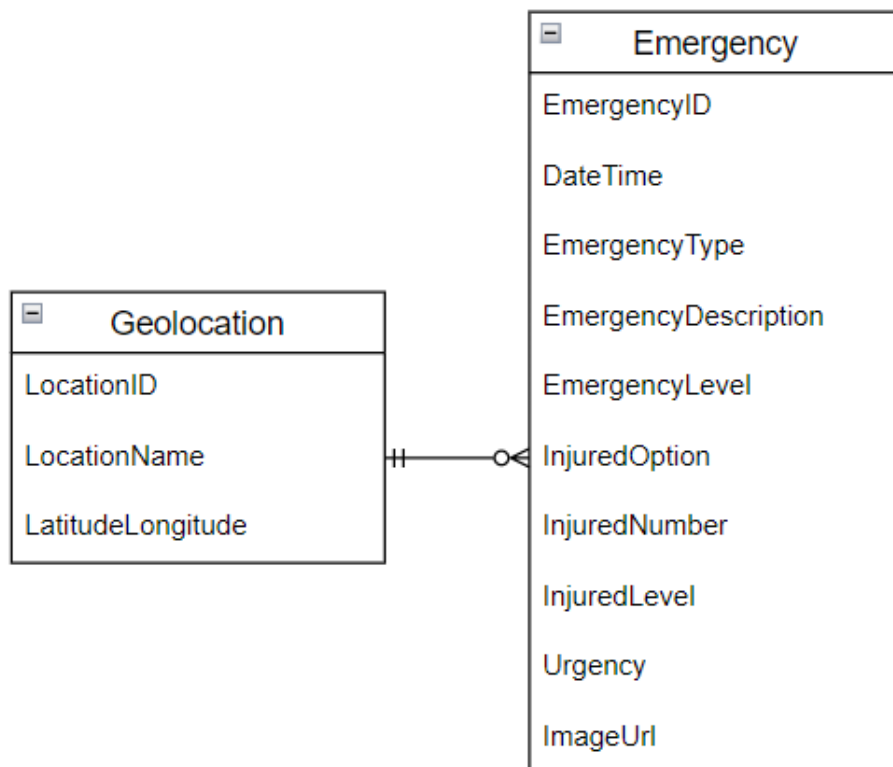 Geolocation
LocationID
LocationName
LatitudeLongitude
Emergency
EmergencyID
DateTime
EmergencyType
EmergencyDescription
EmergencyLevel
InjuredOption
InjuredNumber
InjuredLevel
Urgency
ImageUrl